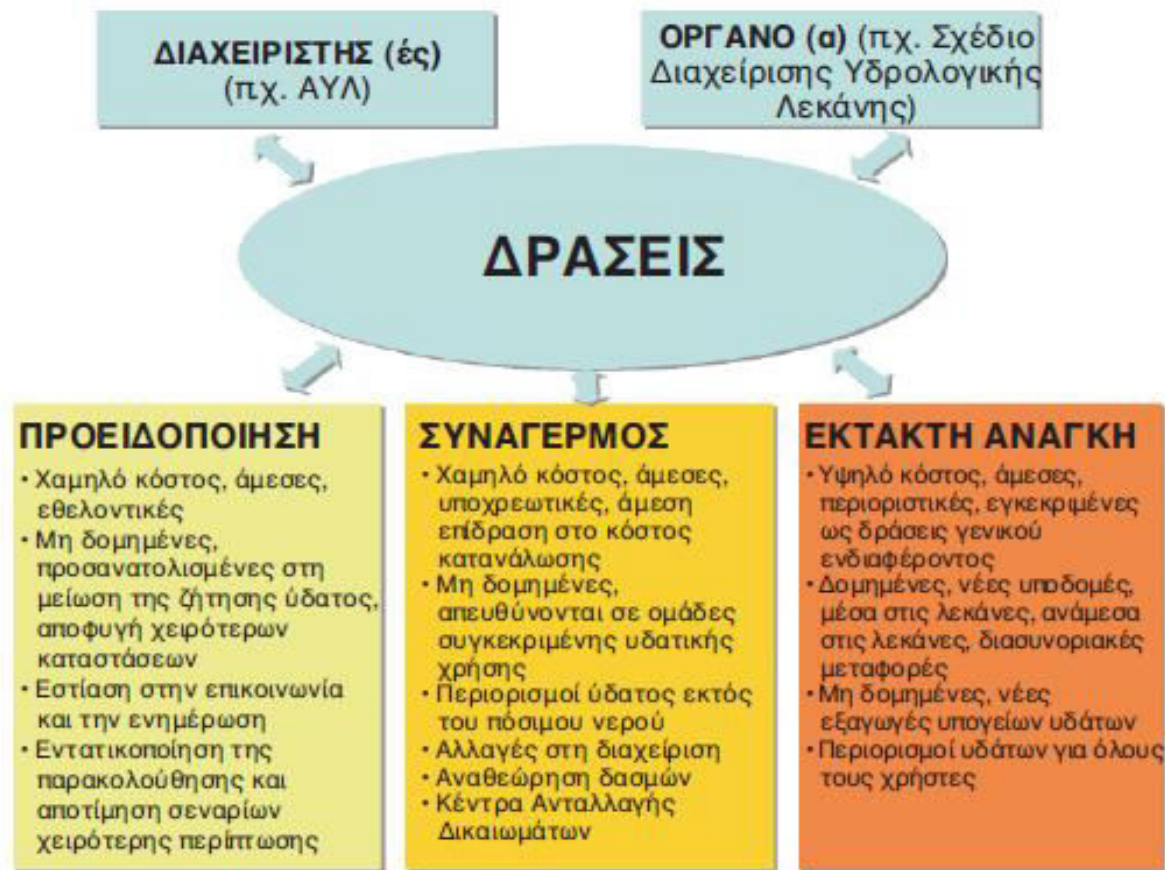 ΔΙΑΧΕΙΡΙΣΤΗΣ (ές)
(π.χ. ΑΥΛ)
ΟΡΓΑΝΟ (α) (π.χ. Σχέδιο
Διαχείρισης Υδρολογικής
Λεκάνης)
ΔΡΑΣΕΙΣ
ΠΡΟΕΙΔΟΠΟΙΗΣΗ
• Χαμηλό κόστος, άμεσες,
εθελοντικές
• Μη δομημένες,
προσανατολισμένες στη
μείωση της ζήτησης ύδατος,
αποφυγή χειρότερων
καταστάσεων
• Εστίαση στην επικοινωνία
και την ενημέρωση
• Εντατικοποίηση της
παρακολούθησης και
αποτίμηση σεναρίων
χειρότερης περίπτωσης
ΣΥΝΑΓΕΡΜΟΣ
• Χαμηλό κόστος, άμεσες,
υποχρεωτικές, άμεση
επίδραση στο κόστος
κατανάλωσης
• Μη δομημένες,
απευθύνονται σε ομάδες
συγκεκριμένης υδατικής
χρήσης
• Περιορισμοί ύδατος εκτός
του πόσιμου νερού
• Αλλαγές στη διαχείριση
• Αναθεώρηση δασμών
• Κέντρα Ανταλλαγής
Δικαιωμάτων
ΕΚΤΑΚΤΗ ΑΝΑΓΚΗ
• Υψηλό κόστος, άμεσες,
περιοριστικές, εγκεκριμένες
ως δράσεις γενικού
ενδιαφέροντος
• Δομημένες, νέες υποδομές,
μέσα στις λεκάνες, ανάμεσα
στις λεκάνες, διασυνοριακές
μεταφορές
• Μη δομημένες, νέες
εξαγωγές υπογείων υδάτων
• Περιορισμοί υδάτων για όλους
τους χρήστες